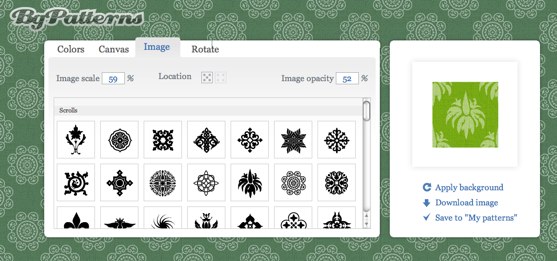 BgPatterns
Colors Canvas Image Rotate
Image scale 59 % Location Image opacity 52 %
Scrolls
Apply background
Download image
Save to "My patterns"